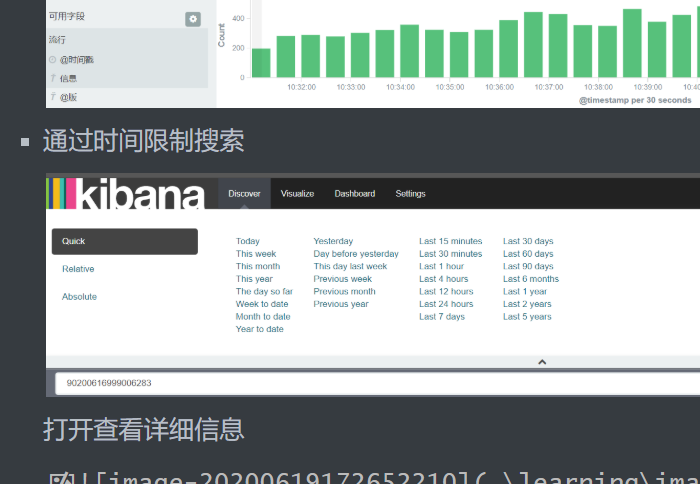 可用字段
流行
@时间戳
信息
@版
Count
400
200
0
10:32:00 10:33:00 10:34:00 10:35:00 10:36:00 10:37:00 10:38:00 10:39:00 10:40
@timestamp per 30 seconds
通过时间限制搜索
kibana Discover Visualize Dashboard Settings
Quick
Relative
Absolute
Today Yesterday Last 15 minutes Last 30 days
This week Day before yesterday Last 30 minutes Last 60 days
This month This day last week Last 1 hour Last 90 days
This year Previous week Last 4 hours Last 6 months
The day so far Previous month Last 12 hours Last 1 year
Week to date Previous year Last 24 hours Last 2 years
Month to date Last 7 days Last 5 years
Year to date
90200616999006283
打开查看详细信息
![image-20200619172652210](.\learning\ima